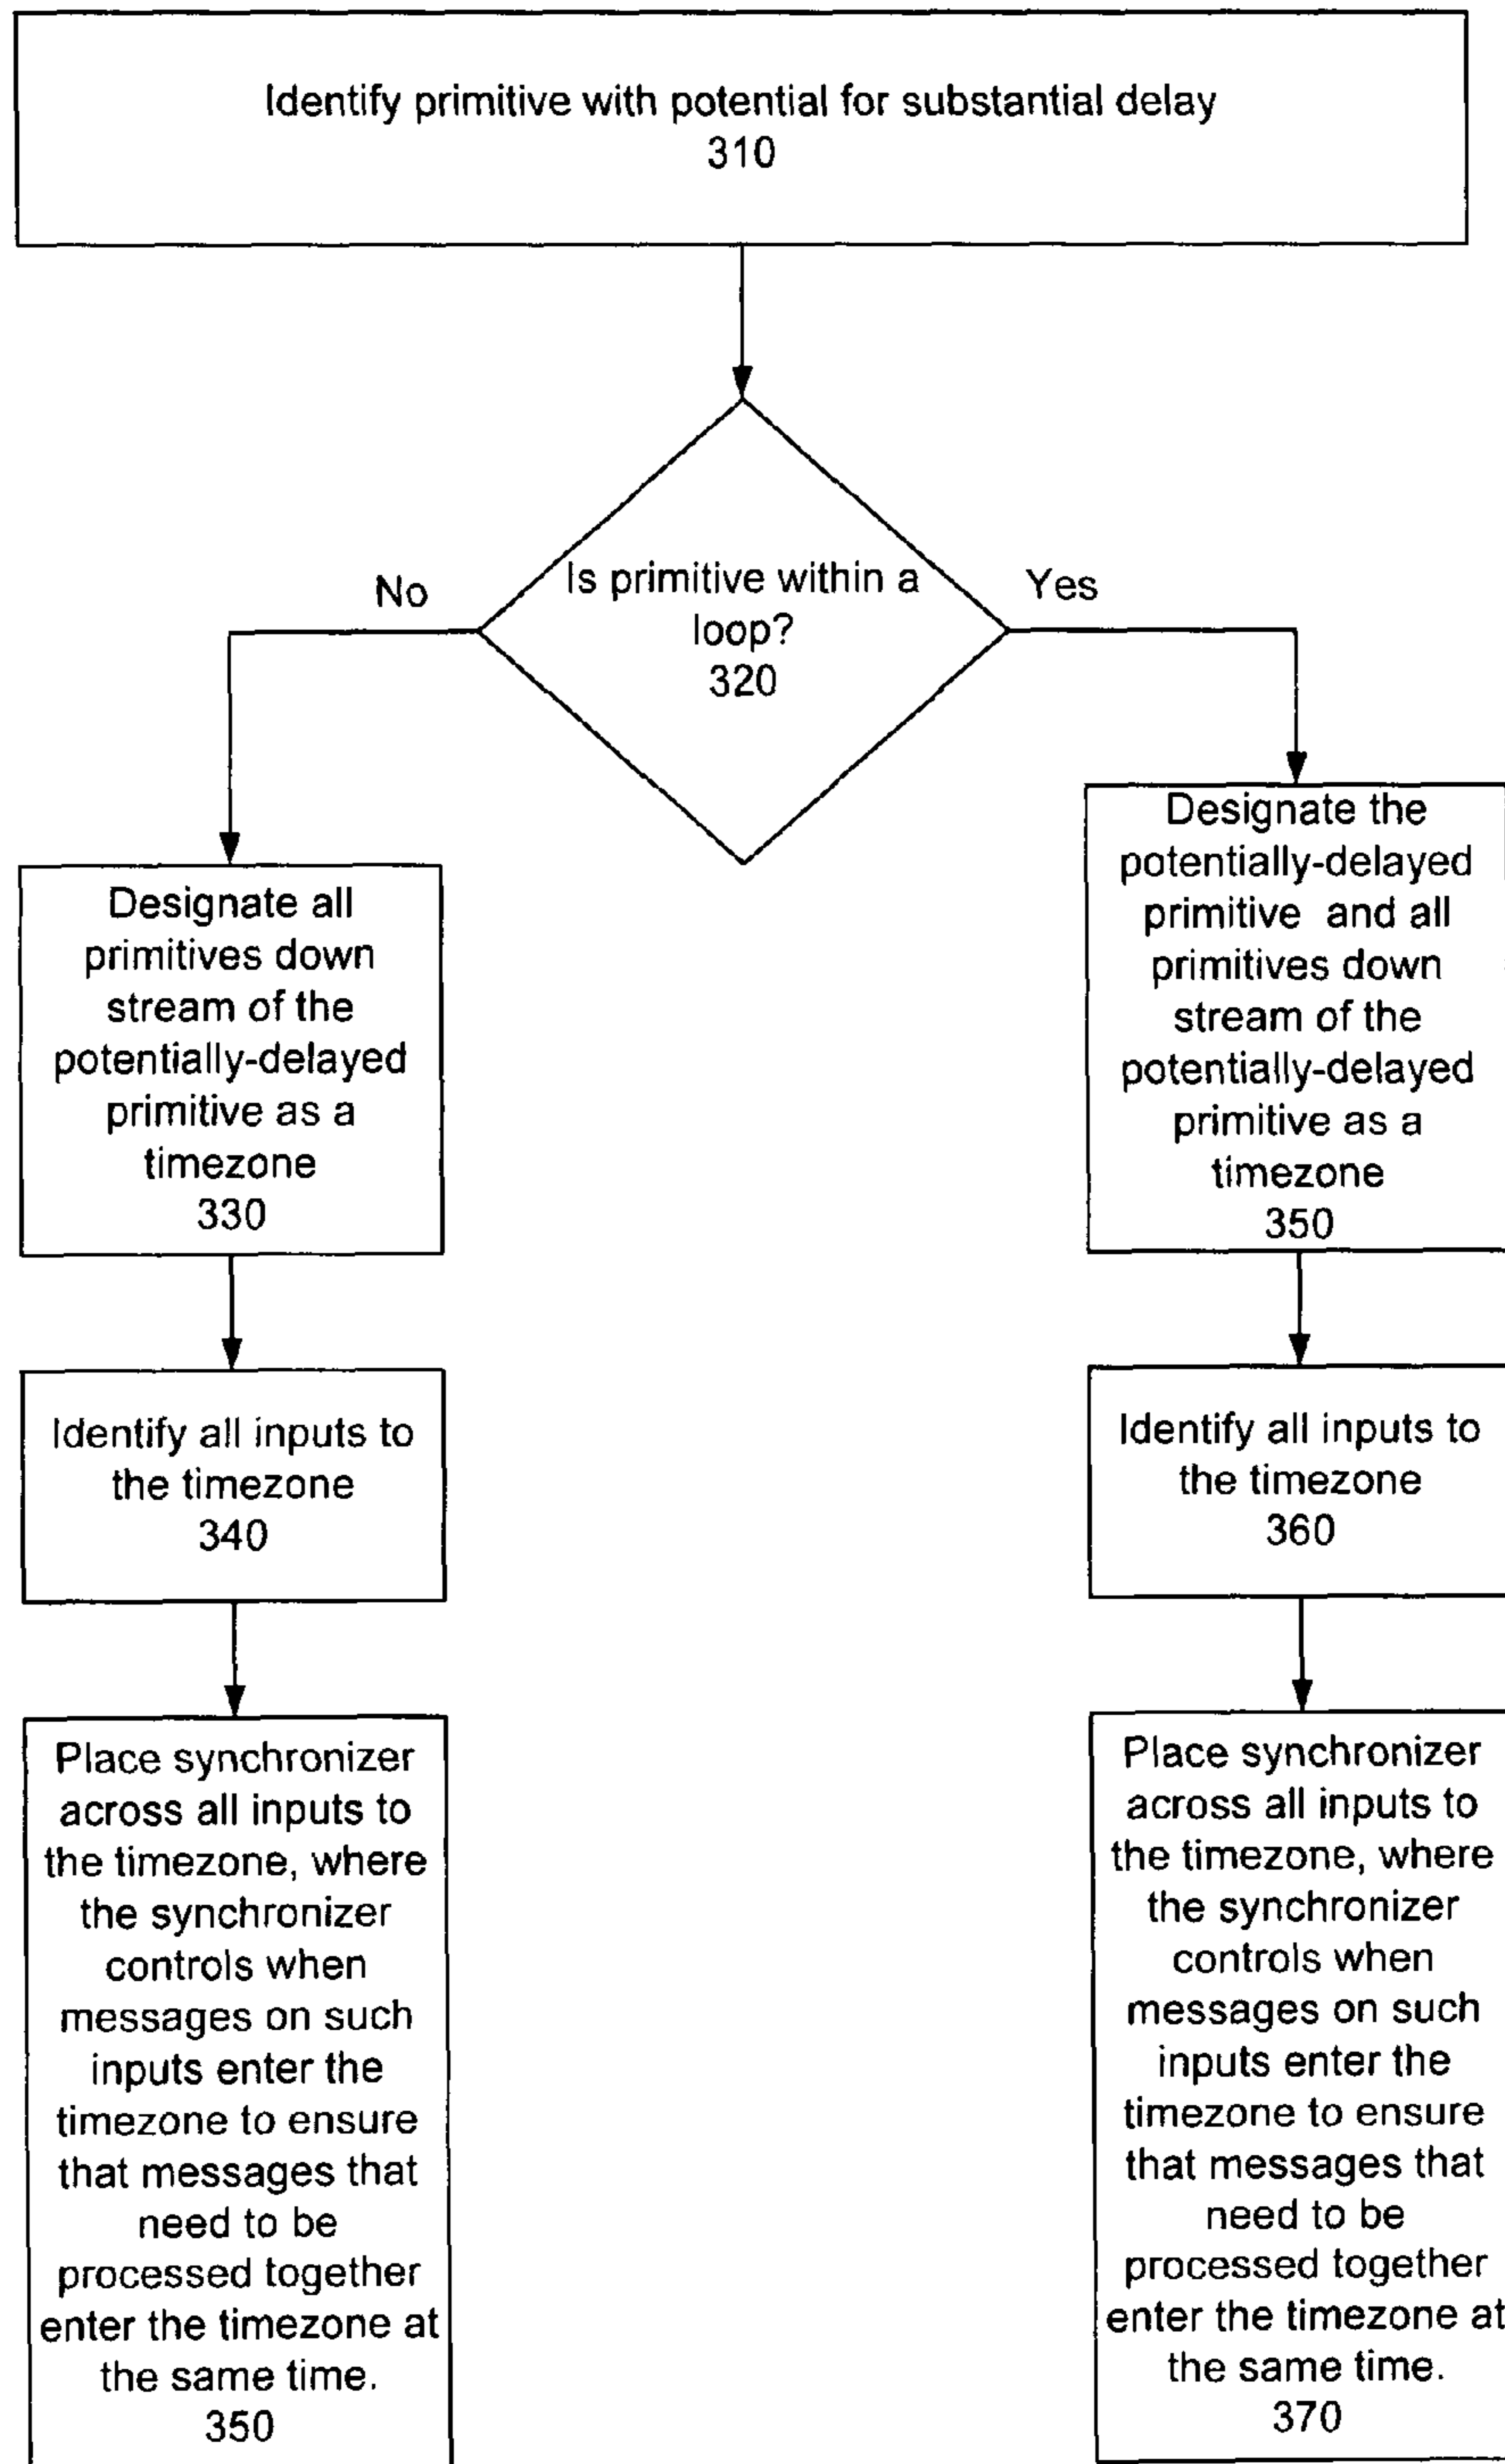 Identify primitive with potential for substantial delay
310
Is primitive within a
loop?
320
No
Yes
Designate all
primitives down
stream of the
potentially-delayed
primitive as a
timezone
330
Identify all inputs to
the timezone
340
Place synchronizer
across all inputs to
the timezone, where
the synchronizer
controls when
messages on such
inputs enter the
timezone to ensure
that messages that
need to be
processed together
enter the timezone at
the same time.
350
Designate the
potentially-delayed
primitive and all
primitives down
stream of the
potentially-delayed
primitive as a
timezone
350
Identify all inputs to
the timezone
360
Place synchronizer
across all inputs to
the timezone, where
the synchronizer
controls when
messages on such
inputs enter the
timezone to ensure
that messages that
need to be
processed together
enter the timezone at
the same time.
370